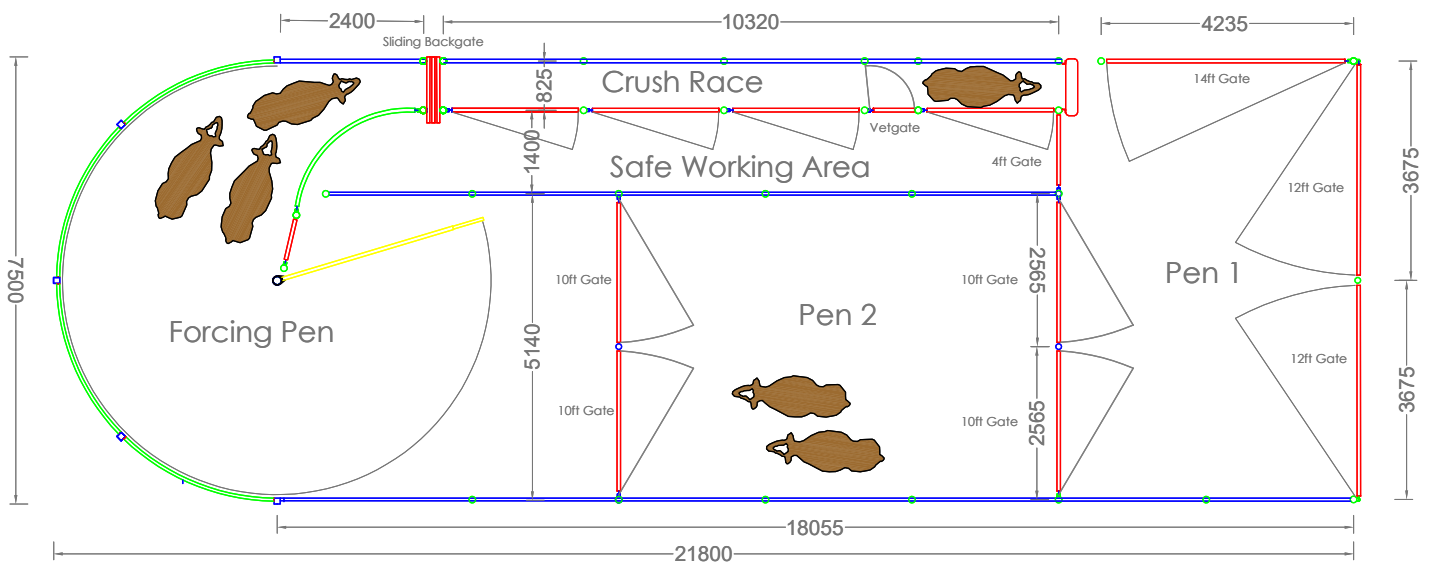 2400
10320
4235
Sliding Backgate
825
Crush Race
14ft Gate
Vetgate
1400
Safe Working Area
4ft Gate
3675
12ft Gate
7500
10ft Gate
10ft Gate
2565
Pen 1
Forcing Pen
Pen 2
5140
12ft Gate
3675
10ft Gate
10ft Gate
2565
18055
21800